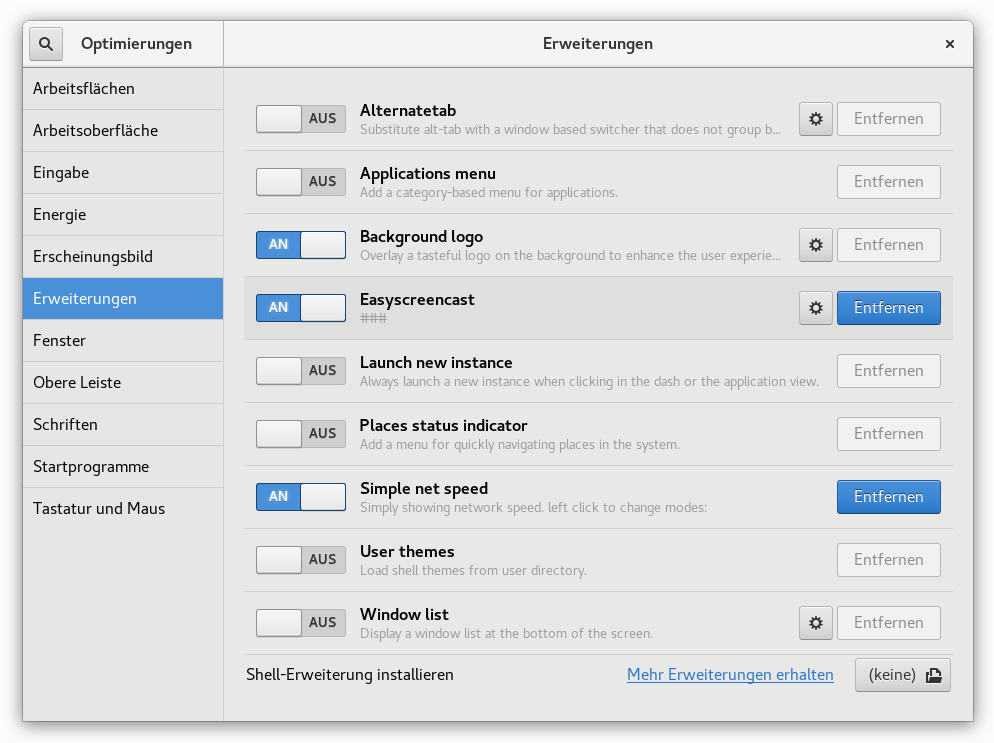 Optimierungen
Erweiterungen
Arbeitsflächen
Arbeitsoberfläche
Eingabe
Energie
Erscheinungsbild
Erweiterungen
Fenster
Obere Leiste
Schriften
Startprogramme
Tastatur und Maus
AUS
Alternatetab
Substitute alt-tab with a window based switcher that does not group b...
Entfernen
AUS
Applications menu
Add a category-based menu for applications.
Entfernen
AN
Background logo
Overlay a tasteful logo on the background to enhance the user experie...
Entfernen
AN
Easyscreencast
###
Entfernen
AUS
Launch new instance
Always launch a new instance when clicking in the dash or the application view.
Entfernen
AUS
Places status indicator
Add a menu for quickly navigating places in the system.
Entfernen
AN
Simple net speed
Simply showing network speed. left click to change modes:
Entfernen
AUS
User themes
Load shell themes from user directory.
Entfernen
AUS
Window list
Display a window list at the bottom of the screen.
Entfernen
Shell-Erweiterung installieren
Mehr Erweiterungen erhalten
(keine)